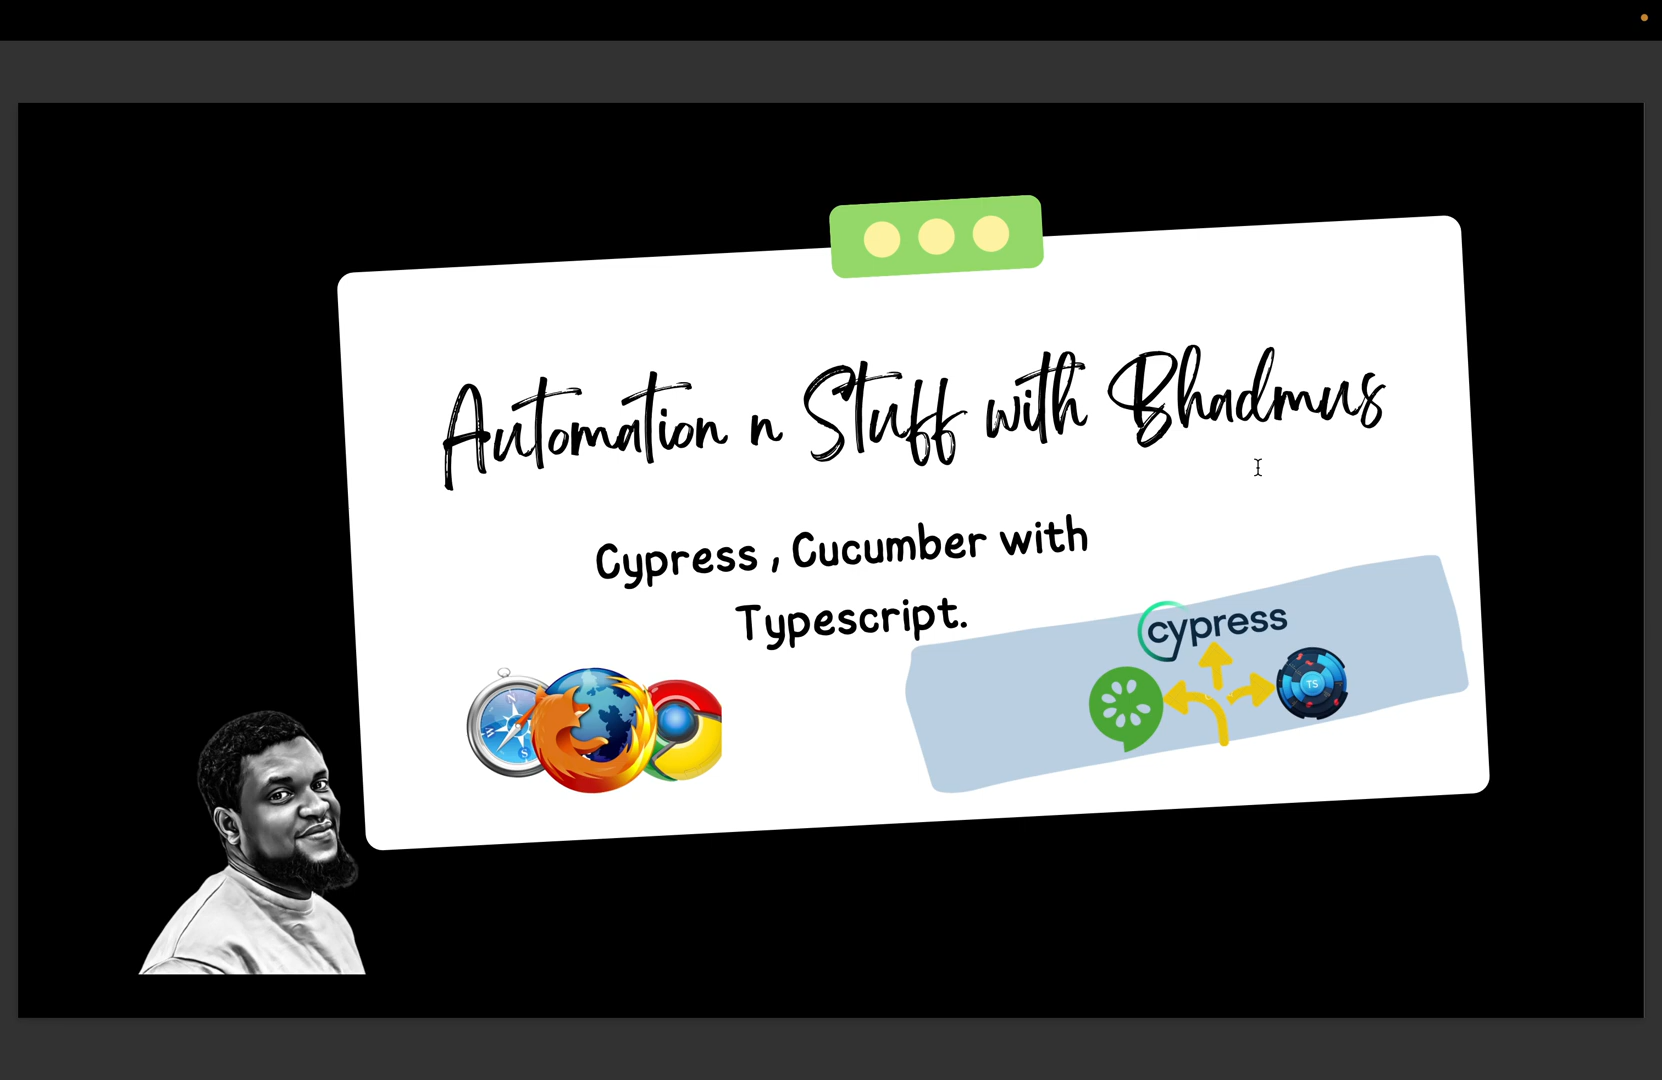 Automation n Stuff with Bhadmus
Cypress , Cucumber with
Typescript.
cypress
TS
N
W
S